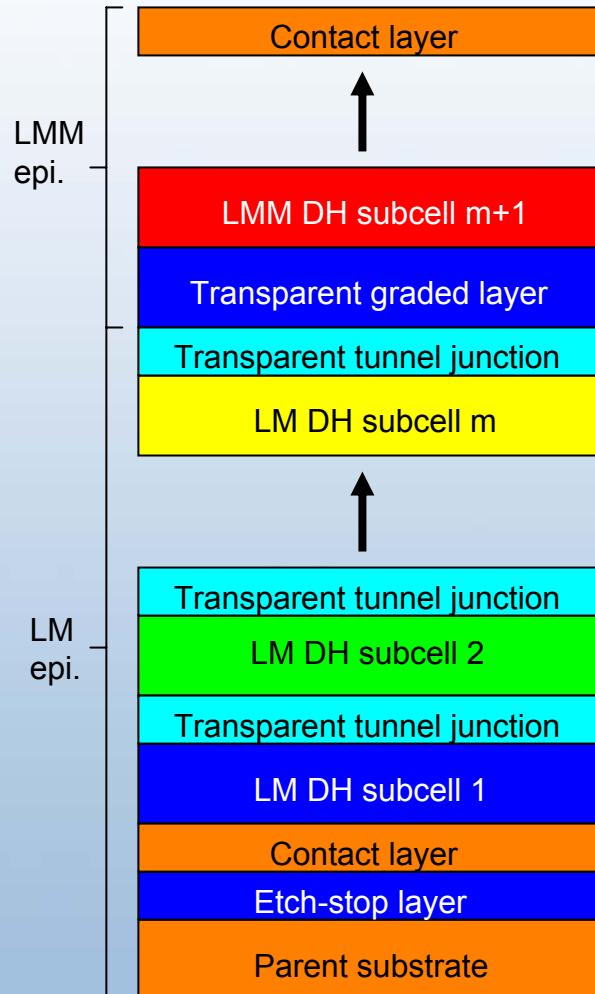 Contact layer
LMM
epi.
LMM DH subcell m+1
Transparent graded layer
Transparent tunnel junction
LM DH subcell m
Transparent tunnel junction
LM
epi.
LM DH subcell 2
Transparent tunnel junction
LM DH subcell 1
Contact layer
Etch-stop layer
Parent substrate